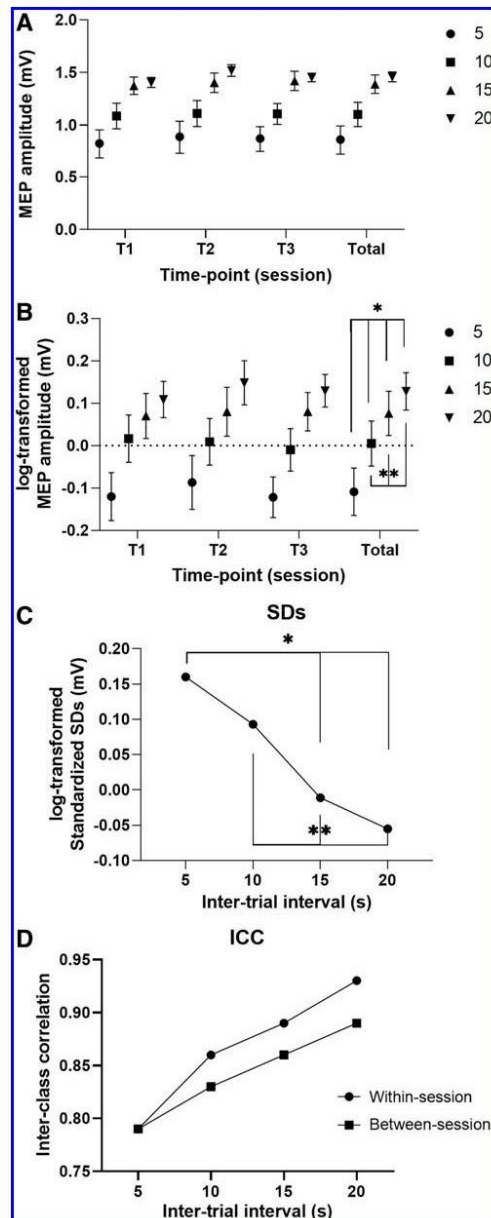 A
MEP amplitude (mV)
2.0
1.5
1.0
0.5
0.0
T1 T2 T3 Total
Time-point (session)
5
10
15
20
B
log-transformed
MEP amplitude (mV)
0.3
0.2
0.1
0.0
-0.1
-0.2
*
**
T1 T2 T3 Total
Time-point (session)
5
10
15
20
C
SDs
log-transformed
Standardized SDs (mV)
0.20
0.15
0.10
0.05
0.00
-0.05
-0.10
*
**
5 10 15 20
Inter-trial interval (s)
D
ICC
Inter-class correlation
0.95
0.90
0.85
0.80
0.75
Within-session
Between-session
5 10 15 20
Inter-trial interval (s)